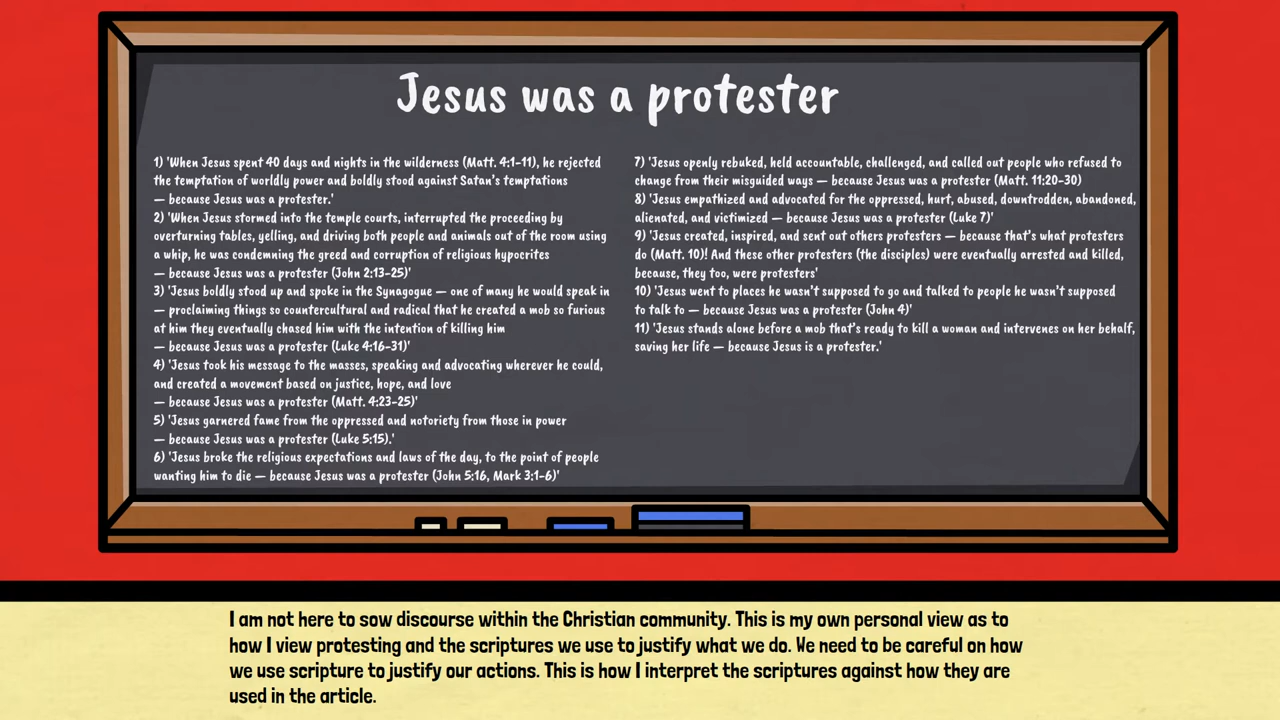 Jesus was a protester
1) 'When Jesus spent 40 days and nights in the wilderness (Matt. 4:1-11), he rejected
the temptation of worldly power and boldly stood against Satan's temptations
— because Jesus was a protester.'
2) 'When Jesus stormed into the temple courts, interrupted the proceeding by
overturning tables, yelling, and driving both people and animals out of the room using
a whip, he was condemning the greed and corruption of religious hypocrites
— because Jesus was a protester (John 2:13-25)'
3) 'Jesus boldly stood up and spoke in the Synagogue — one of many he would speak in
— proclaiming things so countercultural and radical that he created a mob so furious
at him they eventually chased him with the intention of killing him
— because Jesus was a protester (Luke 4:16-31)'
4) 'Jesus took his message to the masses, speaking and advocating wherever he could,
and created a movement based on justice, hope, and love
— because Jesus was a protester (Matt. 4:23-25)'
5) 'Jesus garnered fame from the oppressed and notoriety from those in power
— because Jesus was a protester (Luke 5:15).'
6) 'Jesus broke the religious expectations and laws of the day, to the point of people
wanting him to die — because Jesus was a protester (John 5:16, Mark 3:1-6)'
7) 'Jesus openly rebuked, held accountable, challenged, and called out people who refused to
change from their misguided ways — because Jesus was a protester (Matt. 11:20-30)
8) 'Jesus empathized and advocated for the oppressed, hurt, abused, downtrodden, abandoned,
alienated, and victimized — because Jesus was a protester (Luke 7)'
9) 'Jesus created, inspired, and sent out others protesters — because that's what protesters
do (Matt. 10)! And these other protesters (the disciples) were eventually arrested and killed,
because, they too, were protesters'
10) 'Jesus went to places he wasn't supposed to go and talked to people he wasn't supposed
to talk to — because Jesus was a protester (John 4)'
11) 'Jesus stands alone before a mob that's ready to kill a woman and intervenes on her behalf,
saving her life — because Jesus is a protester.'
I am not here to sow discourse within the Christian community. This is my own personal view as to
how I view protesting and the scriptures we use to justify what we do. We need to be careful on how
we use scripture to justify our actions. This is how I interpret the scriptures against how they are
used in the article.